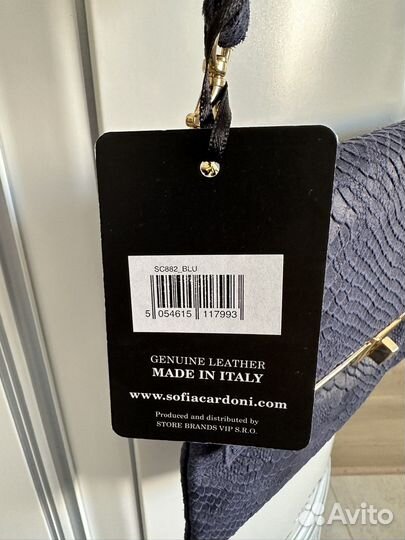 SC882_BLU
5 054615 117993
GENUINE LEATHER
MADE IN ITALY
www.sofiacardoni.com
Produced and distributed by
STORE BRANDS VIP S.R.O.
Avito